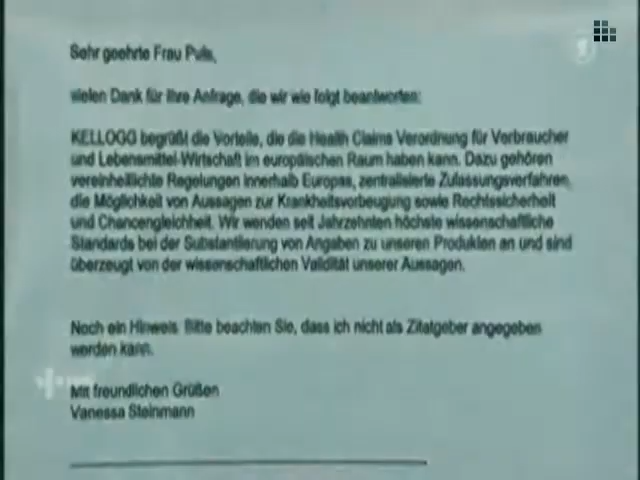 Sehr geehrte Frau Puls,
vielen Dank für Ihre Anfrage, die wir wie folgt beantworten:
KELLOGG begrüßt die Vorteile, die die Health Claims Verordnung für Verbraucher
und Lebensmittel-Wirtschaft im europäischen Raum haben kann. Dazu gehören
vereinheitlichte Regelungen innerhalb Europas, zentralisierte Zulassungsverfahren,
die Möglichkeit von Aussagen zur Krankheitsvorbeugung sowie Rechtssicherheit
und Chancengleichheit. Wir wenden seit Jahrzehnten höchste wissenschaftliche
Standards bei der Substantiierung von Angaben zu unseren Produkten an und sind
überzeugt von der wissenschaftlichen Validität unserer Aussagen.
Noch ein Hinweis. Bitte beachten Sie, dass ich nicht als Zitatgeber angegeben
werden kann.
Mit freundlichen Grüßen
Vanessa Steinmann